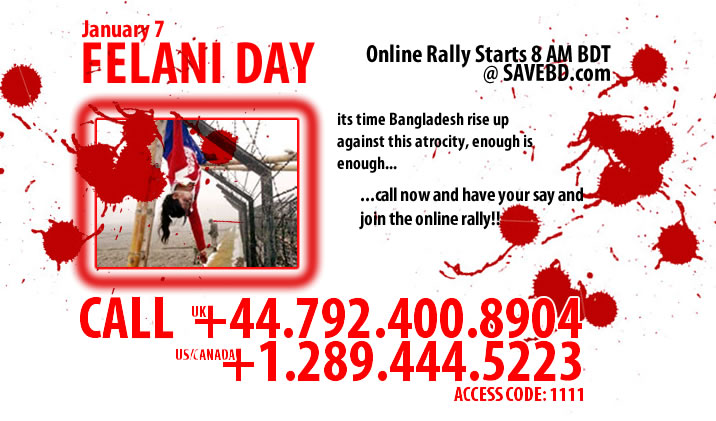 January 7
FELANI DAY
Online Rally Starts 8 AM BDT
@ SAVEBD.com
its time Bangladesh rise up
against this atrocity, enough is
enough...
...call now and have your say and
join the online rally!!
CALL UK +44.792.400.8904
US/CANADA +1.289.444.5223
ACCESS CODE: 1111